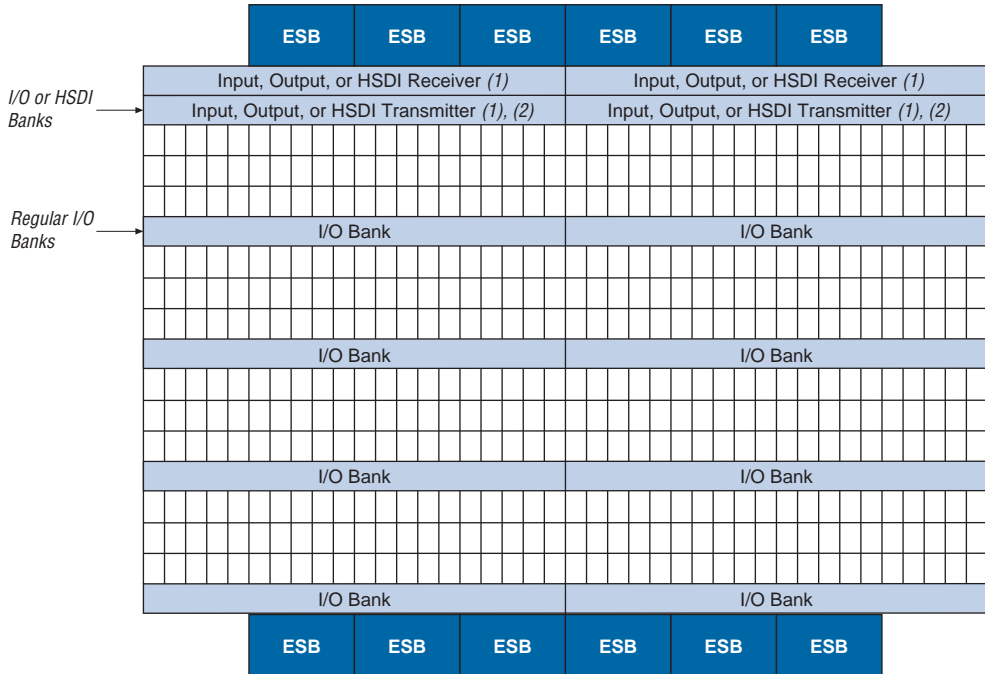 ESB ESB ESB ESB ESB ESB
Input, Output, or HSDI Receiver (1) Input, Output, or HSDI Receiver (1)
I/O or HSDI
Banks
Input, Output, or HSDI Transmitter (1), (2) Input, Output, or HSDI Transmitter (1), (2)
Regular I/O
Banks
I/O Bank I/O Bank
I/O Bank I/O Bank
I/O Bank I/O Bank
I/O Bank I/O Bank
ESB ESB ESB ESB ESB ESB